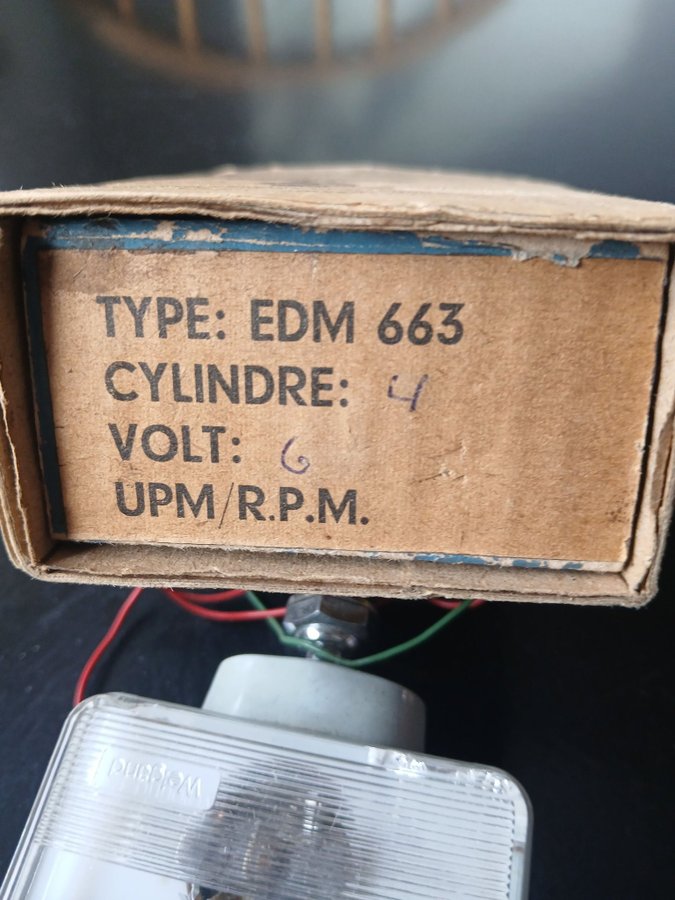 TYPE: EDM 663
CYLINDRE: 4
VOLT: 6
UPM/R.P.M.